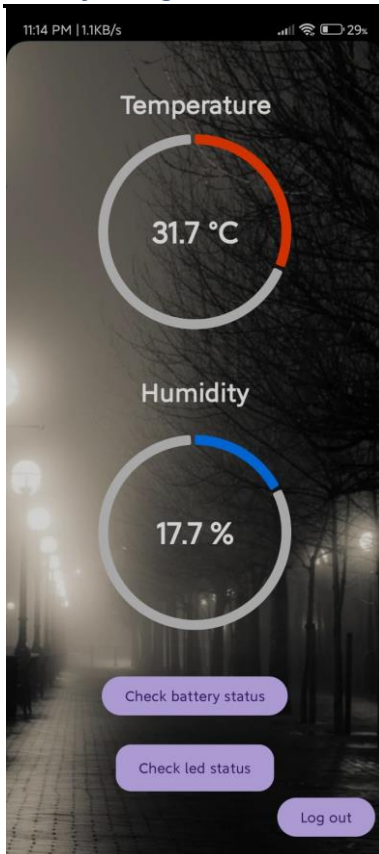 11:14 PM | 1.1KB/s 29%
Temperature
31.7 °C
Humidity
17.7 %
Check battery status
Check led status
Log out